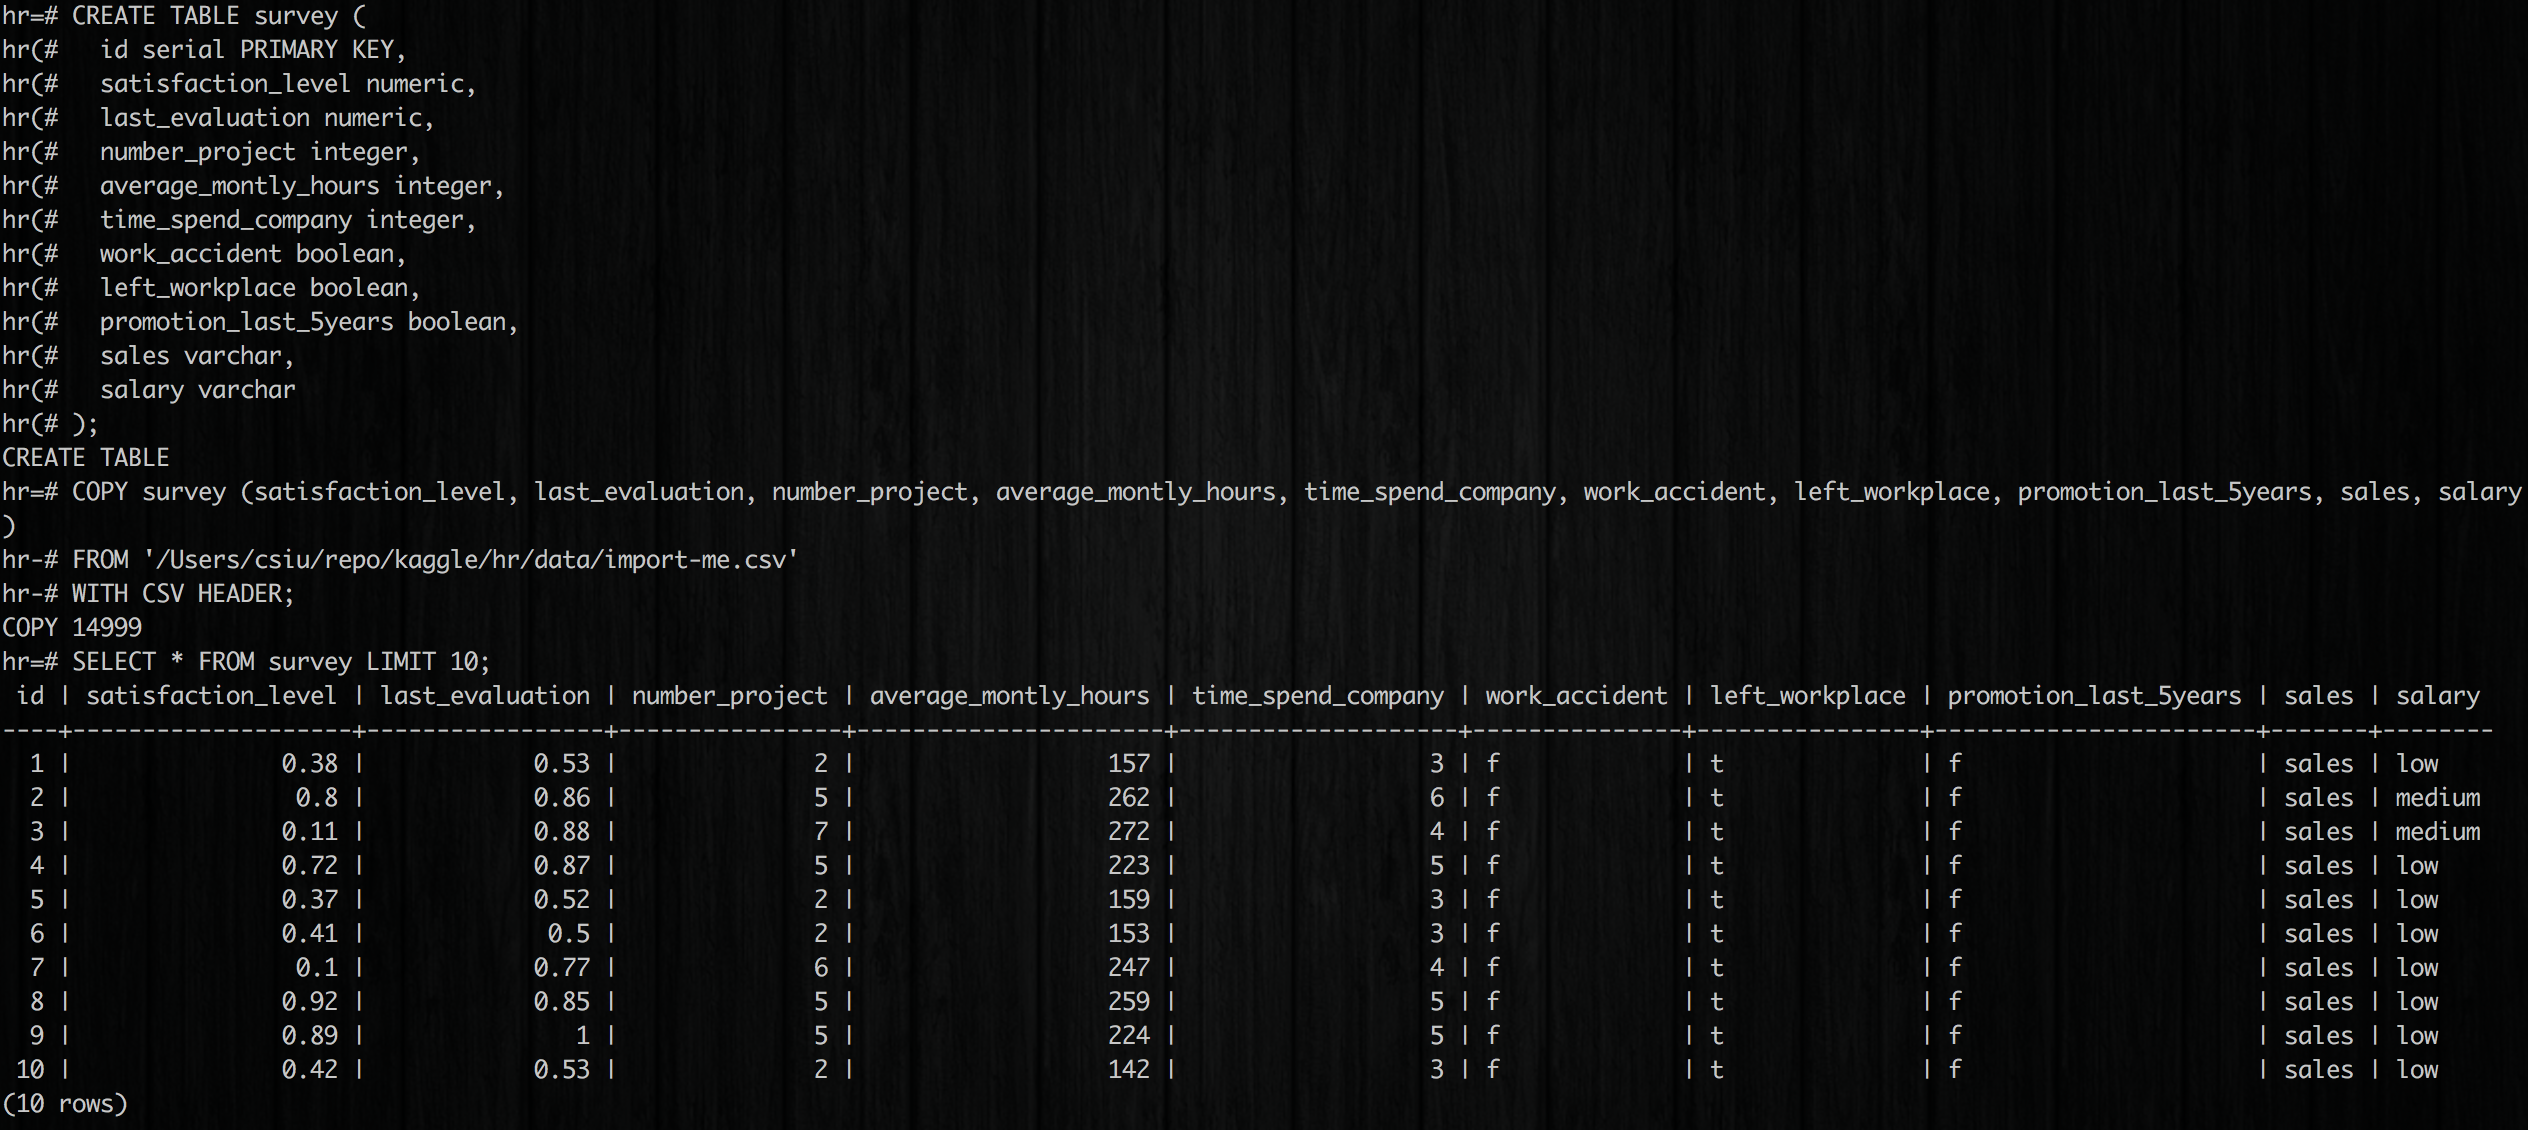 hr=# CREATE TABLE survey (
hr(#   id serial PRIMARY KEY,
hr(#   satisfaction_level numeric,
hr(#   last_evaluation numeric,
hr(#   number_project integer,
hr(#   average_montly_hours integer,
hr(#   time_spend_company integer,
hr(#   work_accident boolean,
hr(#   left_workplace boolean,
hr(#   promotion_last_5years boolean,
hr(#   sales varchar,
hr(#   salary varchar
hr(# );
CREATE TABLE
hr=# COPY survey (satisfaction_level, last_evaluation, number_project, average_montly_hours, time_spend_company, work_accident, left_workplace, promotion_last_5years, sales, salary
)
hr-# FROM '/Users/csiu/repo/kaggle/hr/data/import-me.csv'
hr-# WITH CSV HEADER;
COPY 14999
hr=# SELECT * FROM survey LIMIT 10;
 id | satisfaction_level | last_evaluation | number_project | average_montly_hours | time_spend_company | work_accident | left_workplace | promotion_last_5years | sales | salary
----+--------------------+-----------------+----------------+----------------------+--------------------+---------------+----------------+-----------------------+-------+--------
  1 |               0.38 |            0.53 |              2 |                  157 |                  3 | f             | t              | f                     | sales | low
  2 |                0.8 |            0.86 |              5 |                  262 |                  6 | f             | t              | f                     | sales | medium
  3 |               0.11 |            0.88 |              7 |                  272 |                  4 | f             | t              | f                     | sales | medium
  4 |               0.72 |            0.87 |              5 |                  223 |                  5 | f             | t              | f                     | sales | low
  5 |               0.37 |            0.52 |              2 |                  159 |                  3 | f             | t              | f                     | sales | low
  6 |               0.41 |             0.5 |              2 |                  153 |                  3 | f             | t              | f                     | sales | low
  7 |                0.1 |            0.77 |              6 |                  247 |                  4 | f             | t              | f                     | sales | low
  8 |               0.92 |            0.85 |              5 |                  259 |                  5 | f             | t              | f                     | sales | low
  9 |               0.89 |               1 |              5 |                  224 |                  5 | f             | t              | f                     | sales | low
 10 |               0.42 |            0.53 |              2 |                  142 |                  3 | f             | t              | f                     | sales | low
(10 rows)